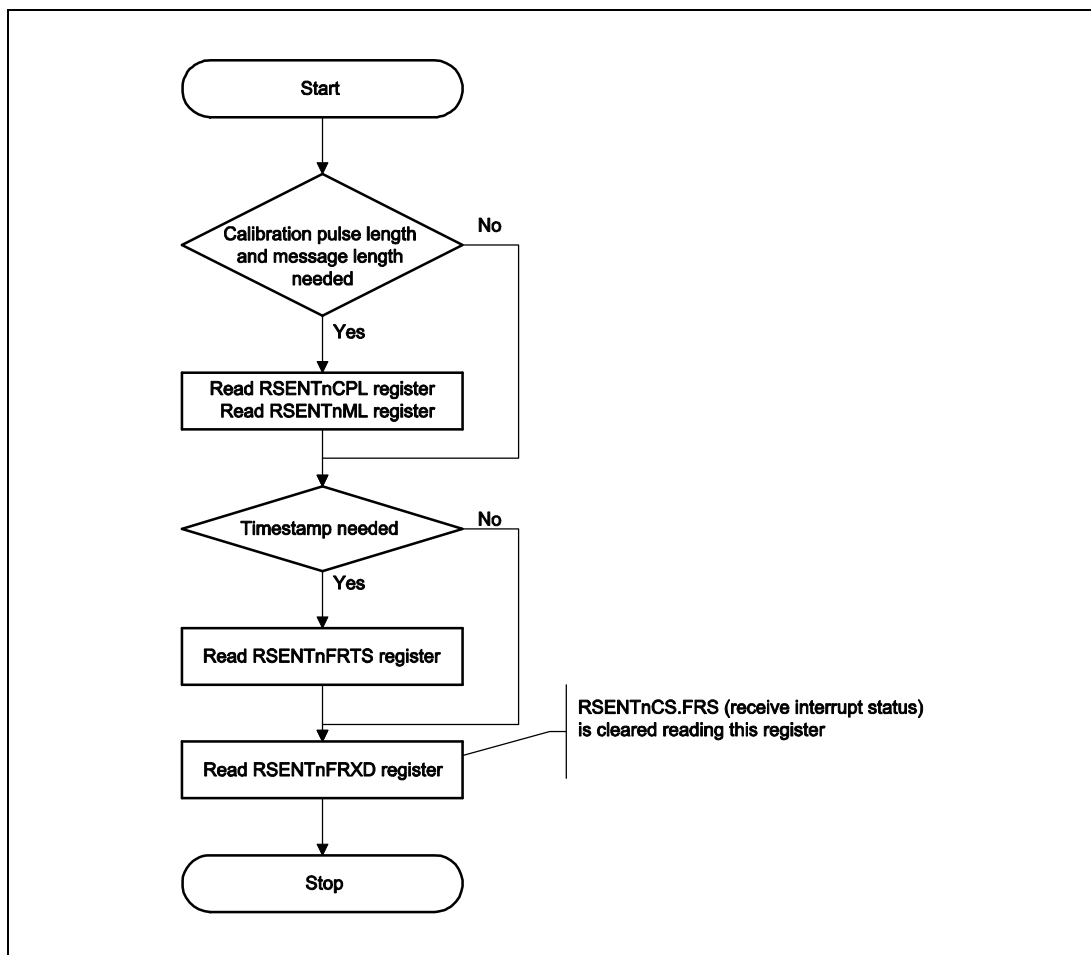 Start
No
Calibration pulse length
and message length
needed
Yes
Read RSENTnCPL register
Read RSENTnML register
Timestamp needed
No
Yes
Read RSENTnFRTS register
RSENTnCS.FRS (receive interrupt status)
is cleared reading this register
Read RSENTnFRXD register
Stop